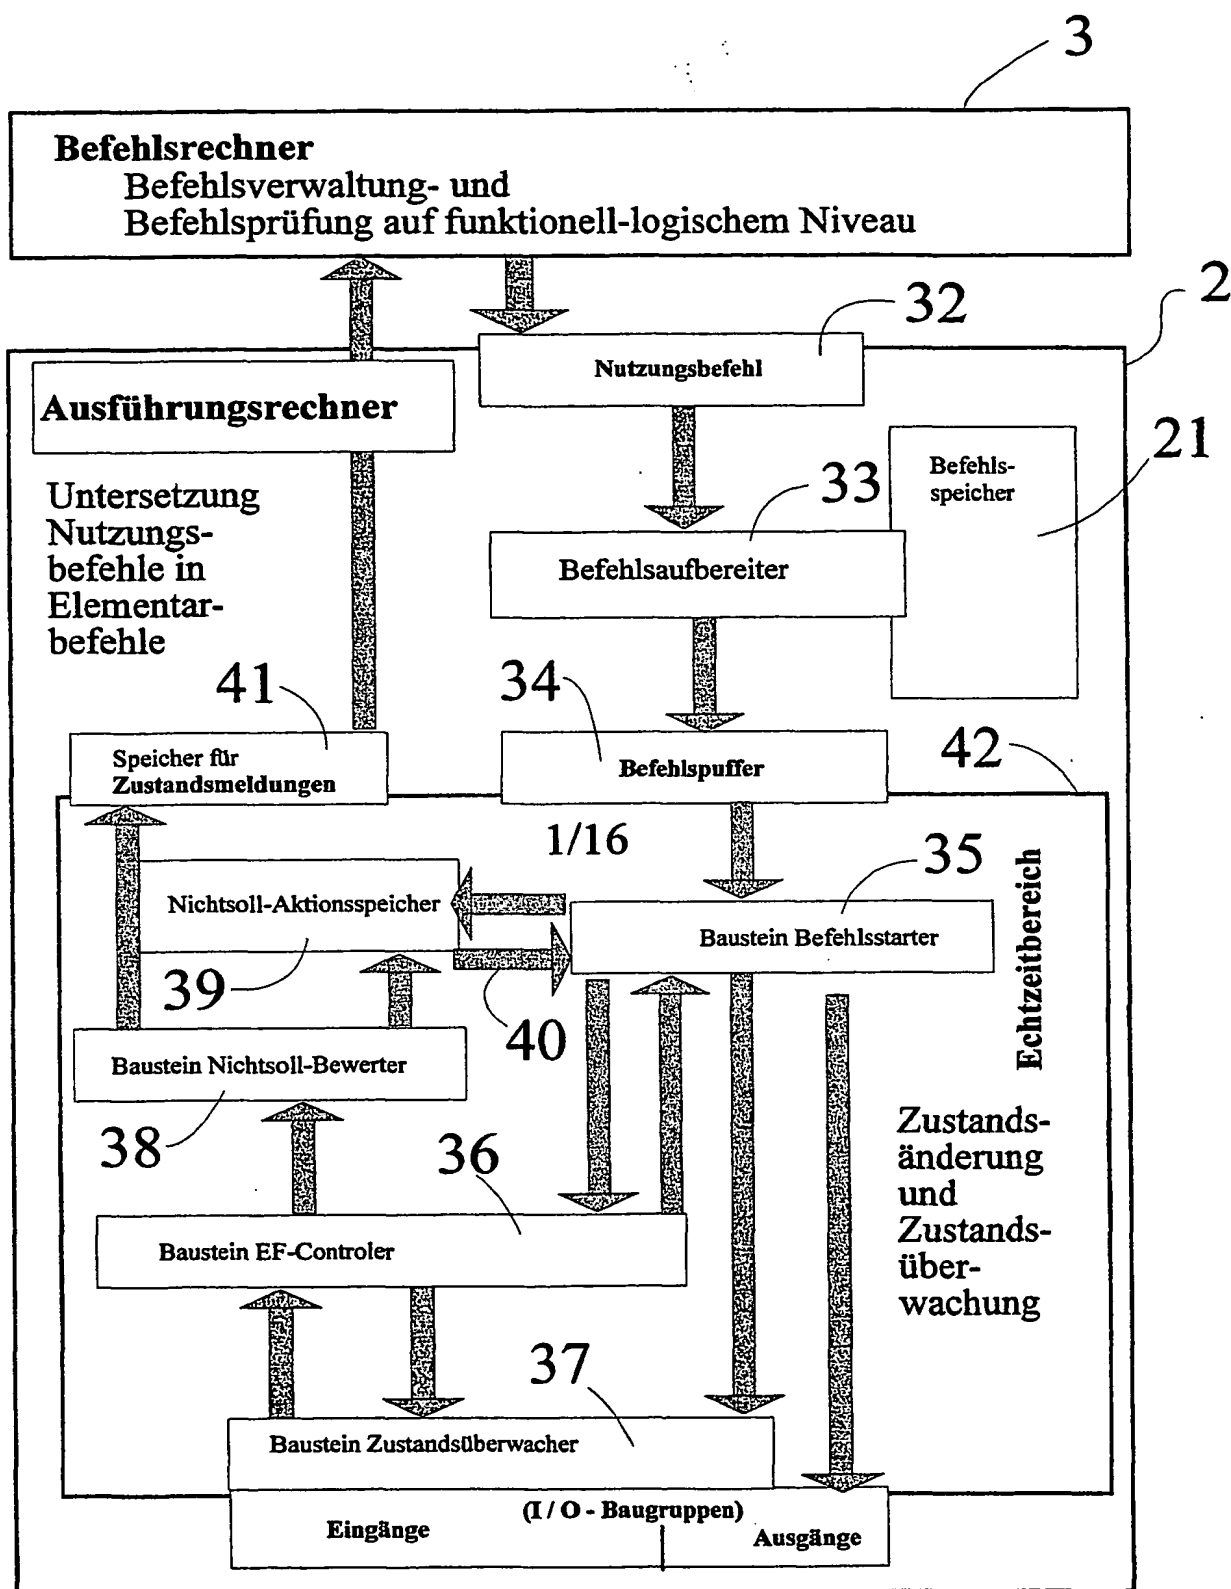 3
Befehlsrechner
Befehlsverwaltung- und
Befehlsprüfung auf funktionell-logischem Niveau
2
32
Nutzungsbefehl
Ausführungsrechner
21
Befehls-
speicher
33
Befehlsaufbereiter
Untersetzung
Nutzungs-
befehle in
Elementar-
befehle
41
34
42
Speicher für
Zustandsmeldungen
Befehlspuffer
1/16
35
Echtzeitbereich
Nichtsoll-Aktionsspeicher
Baustein Befehlsstarter
39
40
Baustein Nichtsoll-Bewerter
38
36
Zustands-
änderung
und
Zustands-
über-
wachung
Baustein EF-Controler
37
Baustein Zustandsüberwacher
(I / O - Baugruppen)
Eingänge
Ausgänge